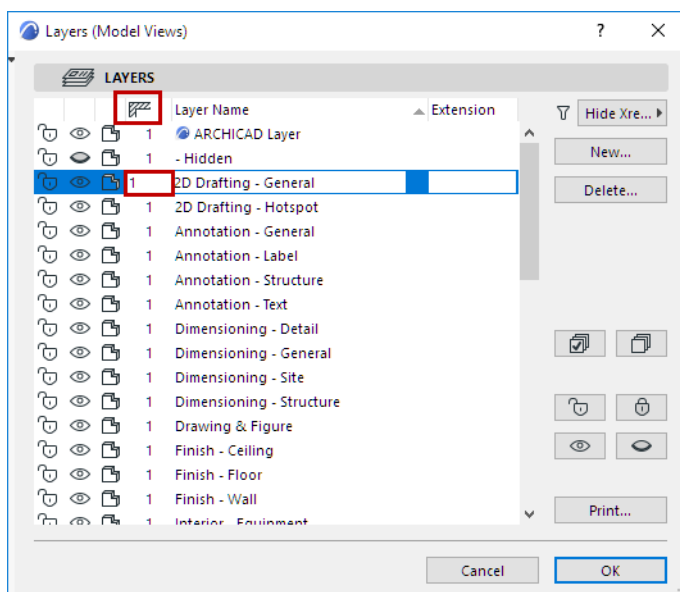 Layers (Model Views)
?
LAYERS
Layer Name Extension
Hide Xre...
1 ARCHICAD Layer
1 - Hidden
New...
1 2D Drafting - General
Delete...
1 2D Drafting - Hotspot
1 Annotation - General
1 Annotation - Label
1 Annotation - Structure
1 Annotation - Text
1 Dimensioning - Detail
1 Dimensioning - General
1 Dimensioning - Site
1 Dimensioning - Structure
1 Drawing & Figure
1 Finish - Ceiling
1 Finish - Floor
1 Finish - Wall
Print...
1 Interior - Equipment
Cancel OK